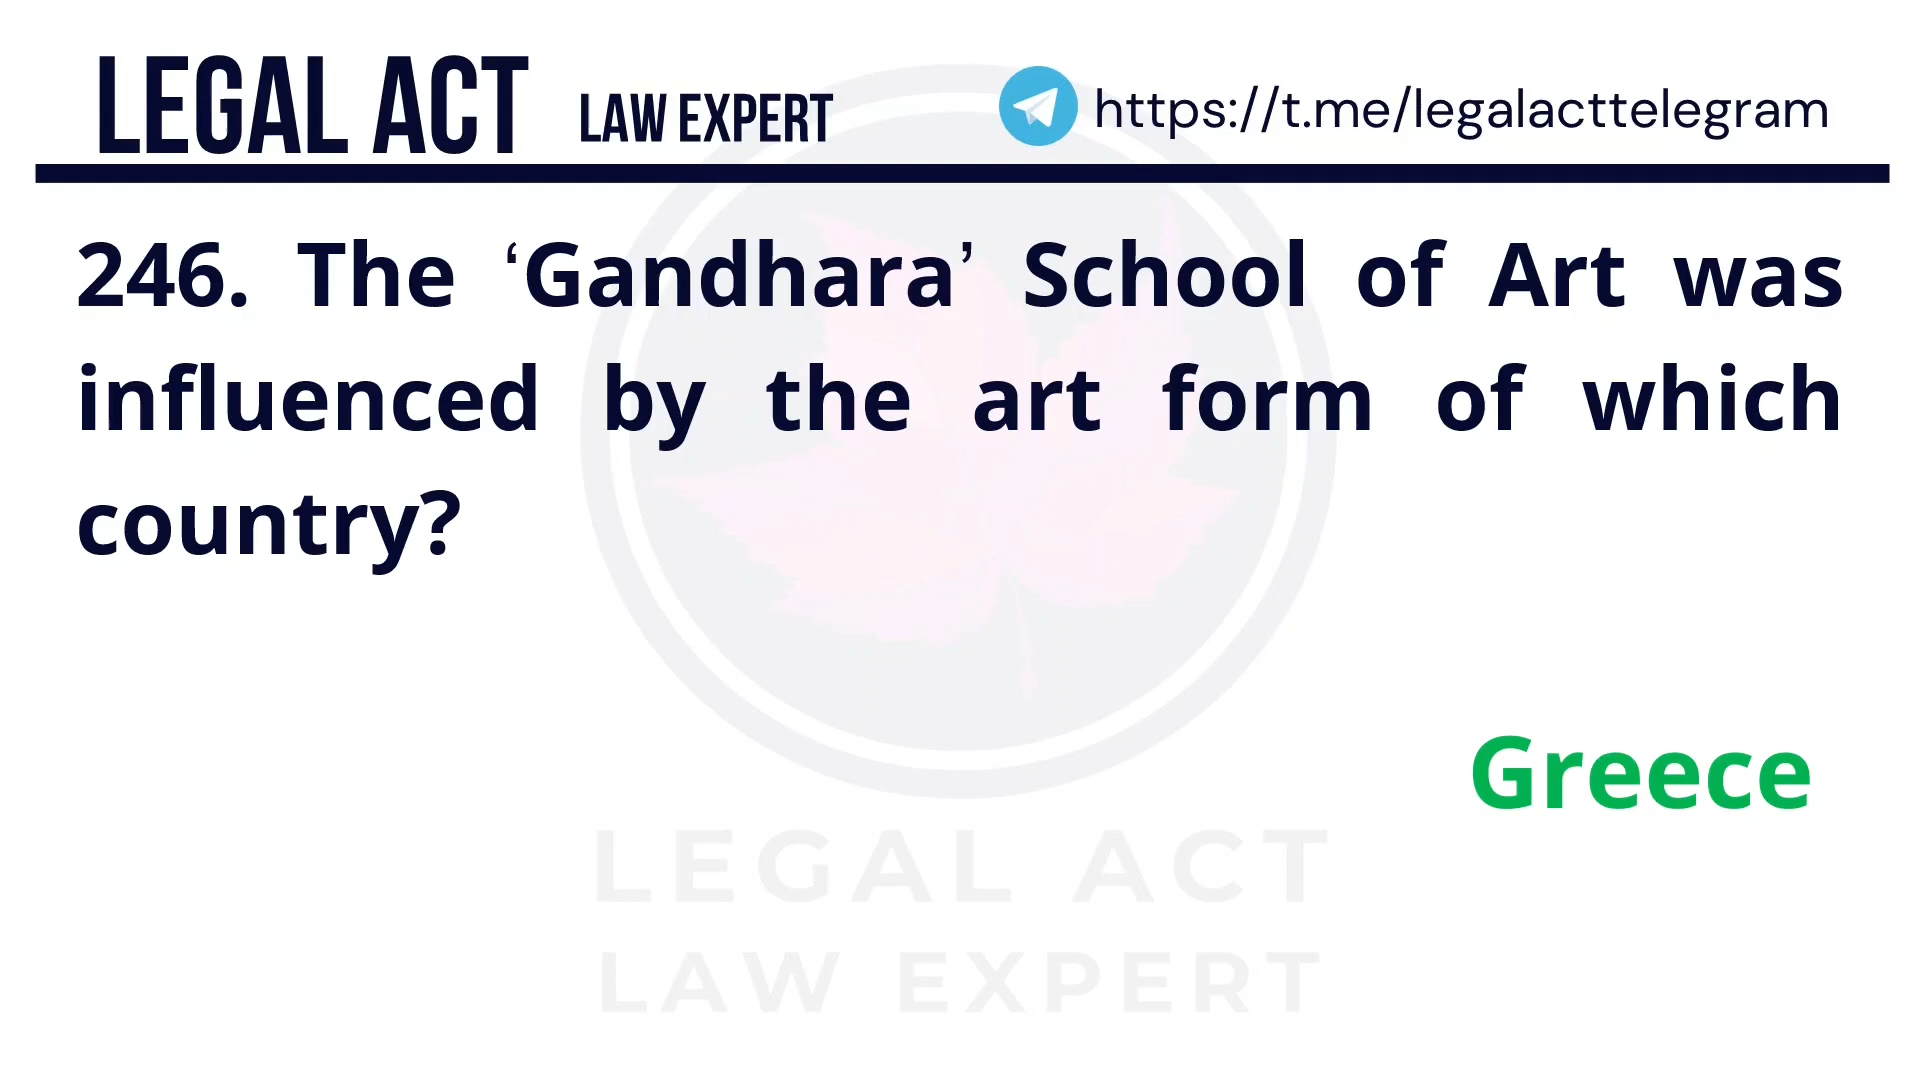 LEGAL ACT LAW EXPERT https://t.me/legalacttelegram
246. The ‘Gandhara’ School of Art was
influenced by the art form of which
country?
Greece
LEGAL ACT
LAW EXPERT